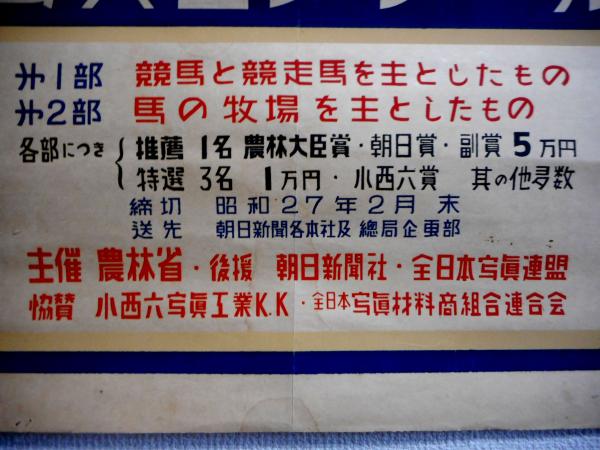 㐧1部 競馬と競走馬を主としたもの
㐧2部 馬の牧場を主としたもの
各部につき 推薦 1名 農林大臣賞・朝日賞・副賞5万円
特選 3名 1万円・小西六賞 其の他多数
締切 昭和27年2月末
送先 朝日新聞各本社及總局企画部
主催 農林省・後援 朝日新聞社・全日本写眞連盟
協賛 小西六写眞工業K.K・全日本写眞材料商組合連合会